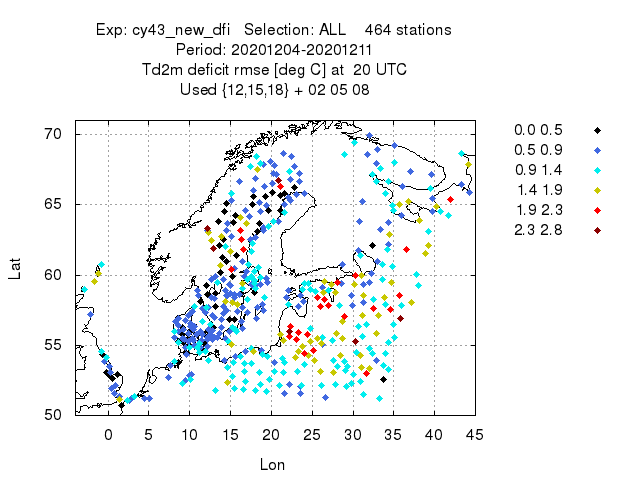 Exp: cy43_new_dfi   Selection: ALL    464 stations
Period: 20201204-20201211
Td2m deficit rmse [deg C] at  20 UTC
Used {12,15,18} + 02 05 08
0.0 0.5
0.5 0.9
0.9 1.4
1.4 1.9
1.9 2.3
2.3 2.8
70
65
60
55
50
Lat
0 5 10 15 20 25 30 35 40 45
Lon